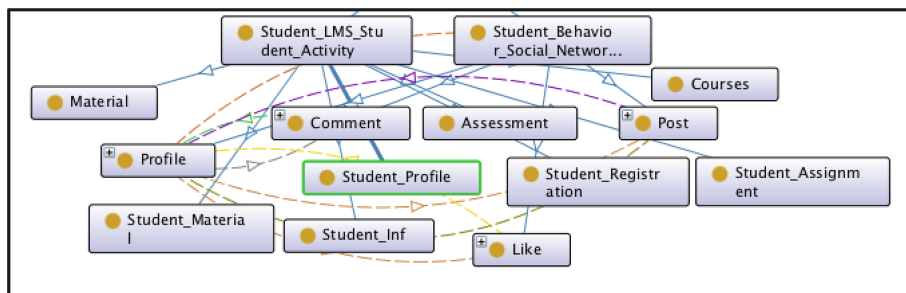 Student_LMS_Stu
dent_Activity
Student_Behavio
r_Social_Networ...
Material
Courses
Comment
Assessment
Post
Profile
Student_Profile
Student_Registr
ation
Student_Assignm
ent
Student_Materia
l
Student_Inf
Like